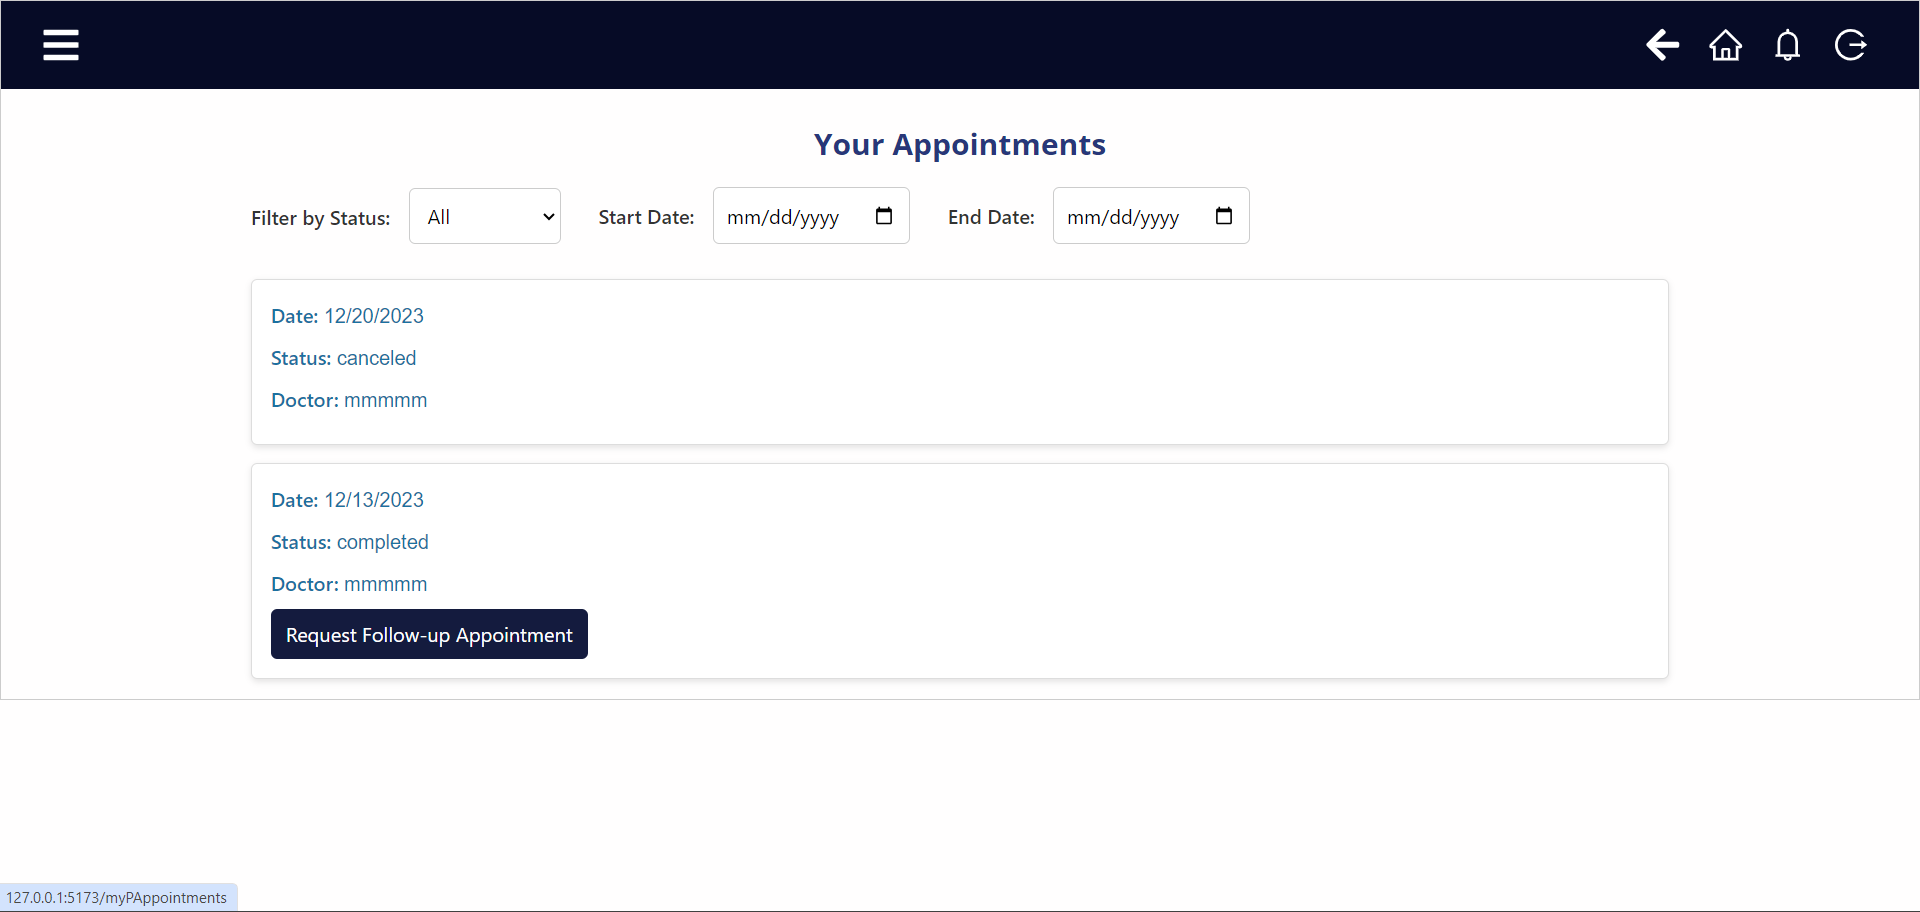 Your Appointments
Filter by Status: All Start Date: mm/dd/yyyy End Date: mm/dd/yyyy
Date: 12/20/2023
Status: canceled
Doctor: mmmmm
Date: 12/13/2023
Status: completed
Doctor: mmmmm
Request Follow-up Appointment
127.0.0.1:5173/myPAppointments